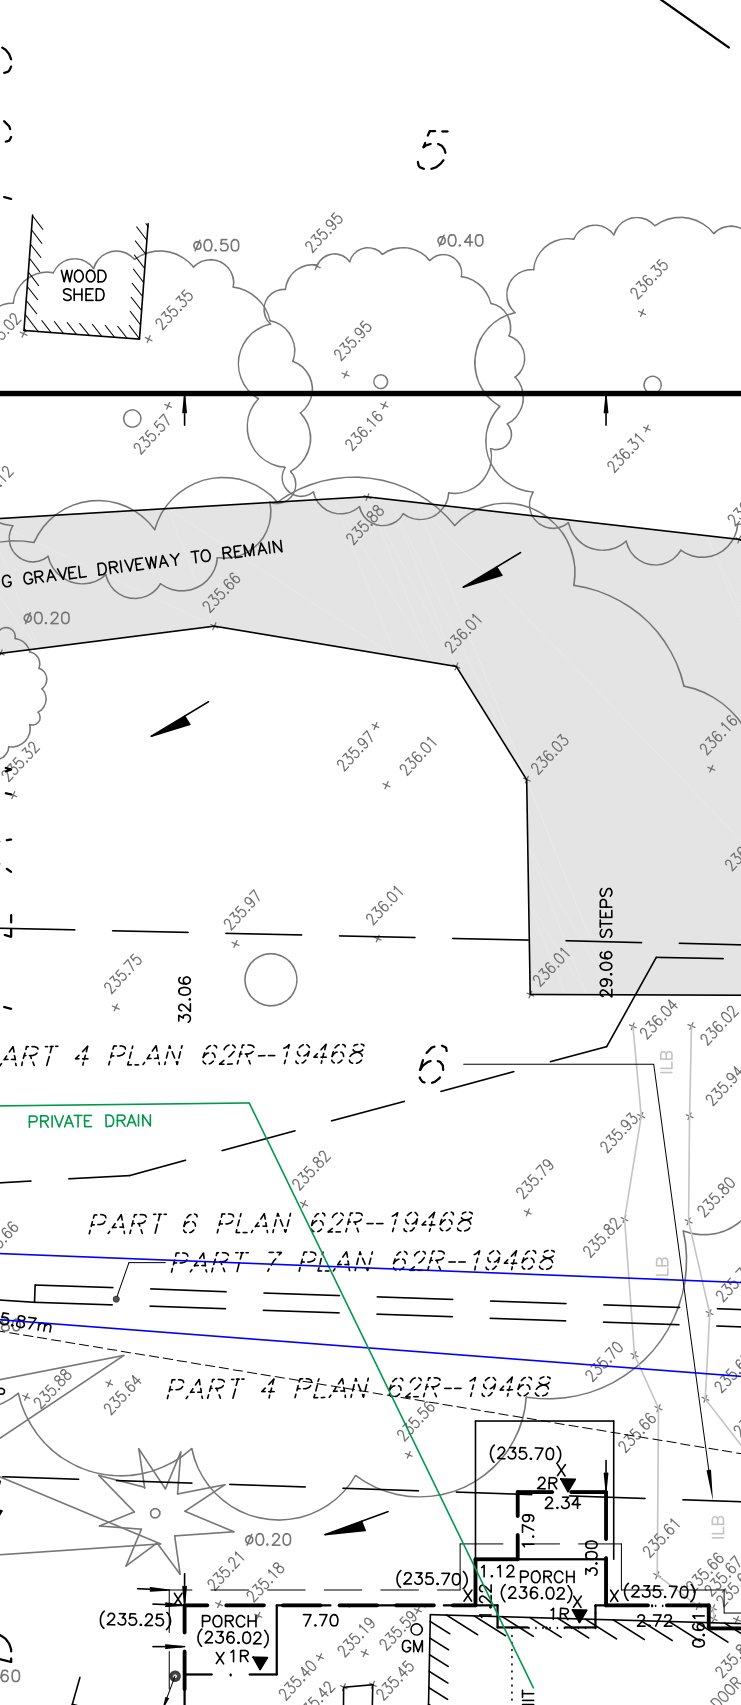 5
235.95
ø0.50
ø0.40
WOOD
SHED
236.35
235.35
235.95
235.57
236.16
236.31
235.88
G GRAVEL DRIVEWAY TO REMAIN
235.66
ø0.20
236.01
235.97
236.01
236.03
236.16
235.32
235.97
236.01
29.06 STEPS
235.75
32.06
236.01
236.04
236.02
ART 4 PLAN 62R-19468
6
ILB
235.94
PRIVATE DRAIN
235.93
235.82
235.79
235.80
PART 6 PLAN 62R-19468
235.82
PART 7 PLAN 62R-19468
LB
5.87m
235.70
235.88
235.64
PART 4 PLAN 62R-19468
235.56
235.66
(235.70)
2R
2.34
1.79
3.00
235.61
ILB
ø0.20
235.21
235.18
(235.70)
1.12
PORCH
(236.02)
(235.70)
235.66
(235.25)
PORCH
(236.02)
7.70
1R
2.72
0.61
1R
235.19
235.59
GM
235.40
235.45